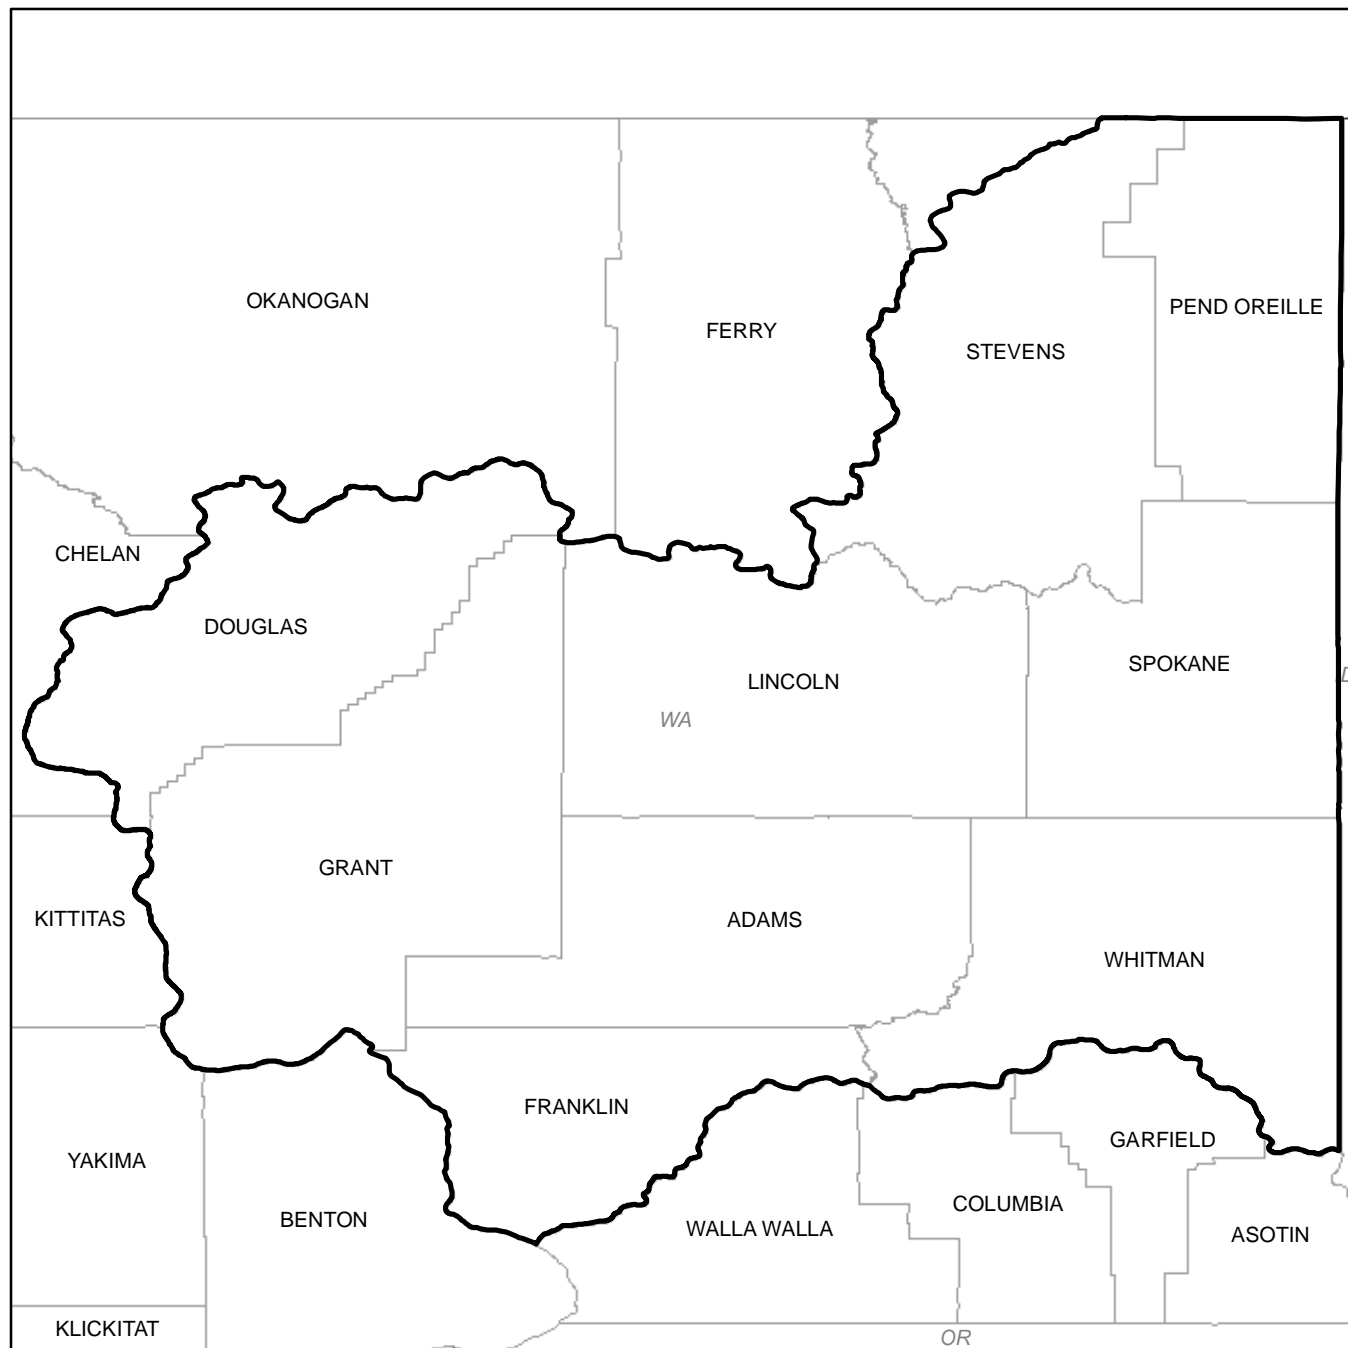 OKANOGAN
PEND OREILLE
FERRY
STEVENS
CHELAN
DOUGLAS
SPOKANE
LINCOLN
WA
GRANT
KITTITAS
ADAMS
WHITMAN
FRANKLIN
GARFIELD
YAKIMA
COLUMBIA
BENTON
WALLA WALLA
ASOTIN
KLICKITAT
OR